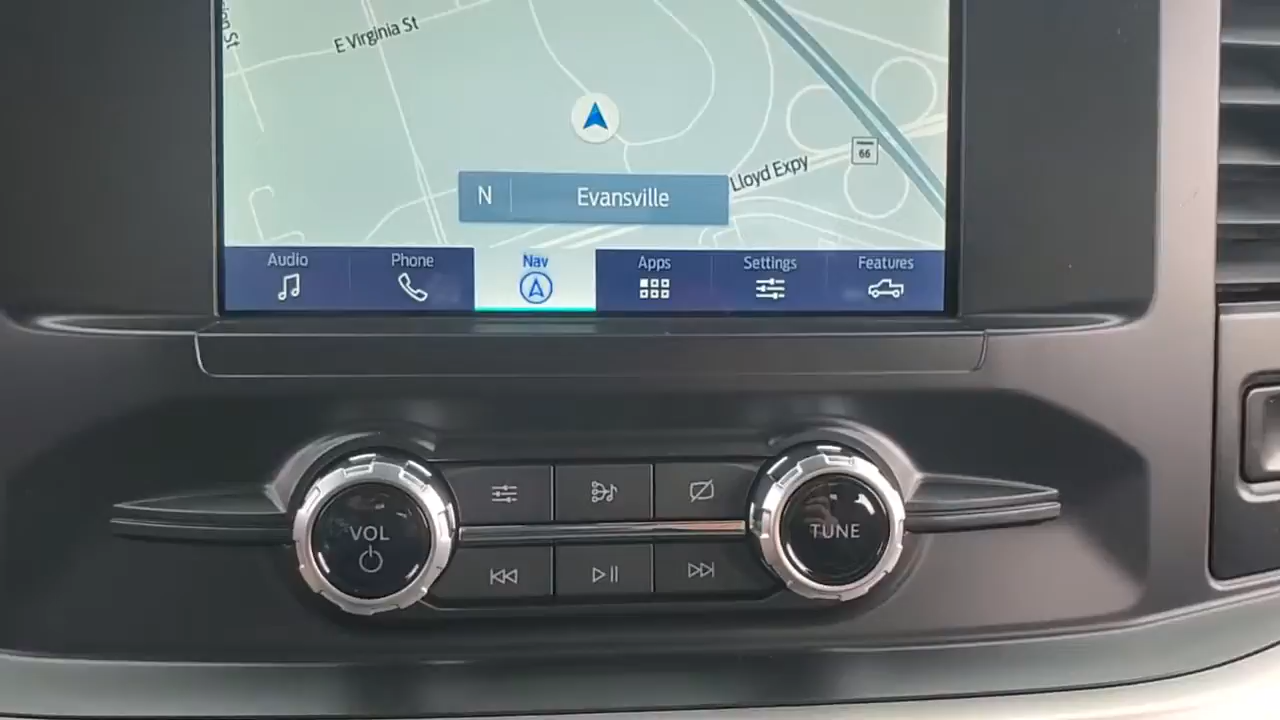 E Virginia St
66
Lloyd Expy
N Evansville
Audio Phone Nav Apps Settings Features
VOL
TUNE